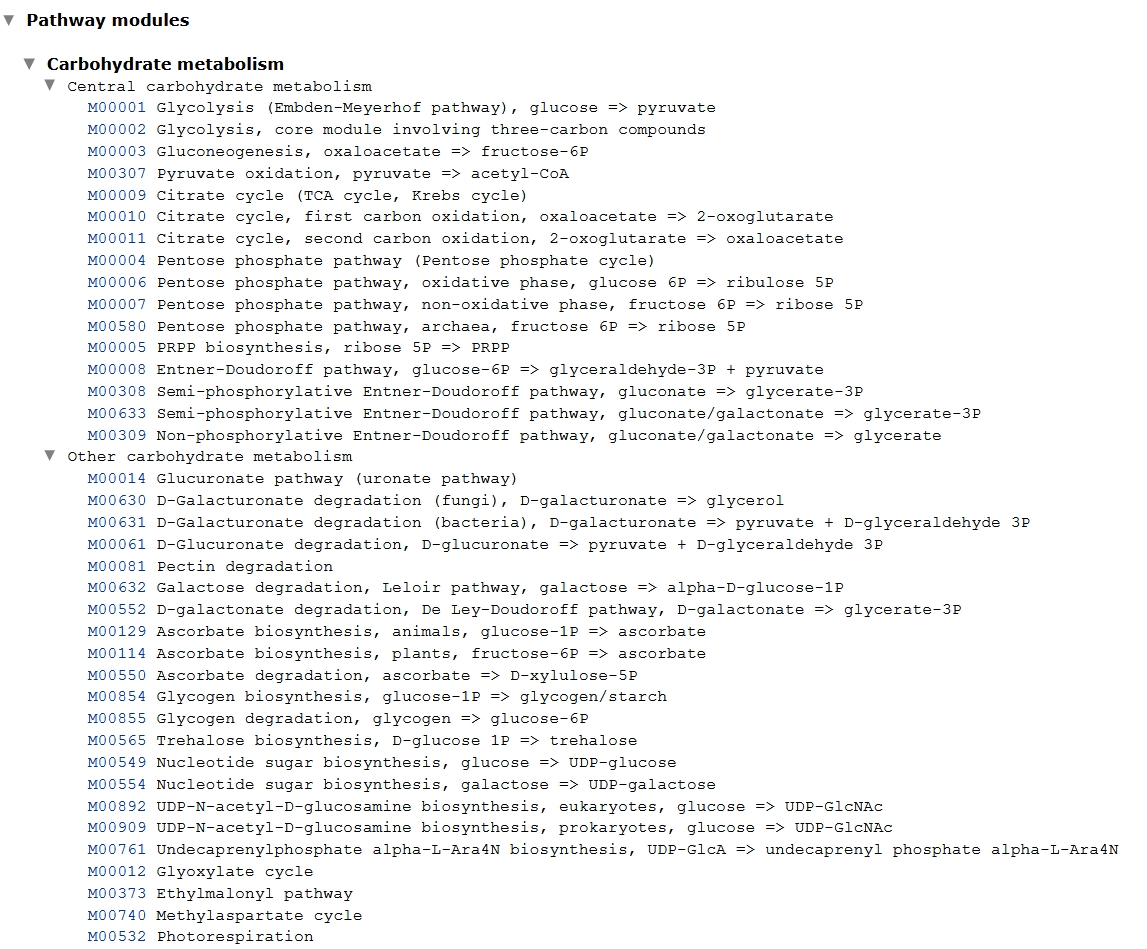 Pathway modules
Carbohydrate metabolism
Central carbohydrate metabolism
M00001 Glycolysis (Embden-Meyerhof pathway), glucose => pyruvate
M00002 Glycolysis, core module involving three-carbon compounds
M00003 Gluconeogenesis, oxaloacetate => fructose-6P
M00307 Pyruvate oxidation, pyruvate => acetyl-CoA
M00009 Citrate cycle (TCA cycle, Krebs cycle)
M00010 Citrate cycle, first carbon oxidation, oxaloacetate => 2-oxoglutarate
M00011 Citrate cycle, second carbon oxidation, 2-oxoglutarate => oxaloacetate
M00004 Pentose phosphate pathway (Pentose phosphate cycle)
M00006 Pentose phosphate pathway, oxidative phase, glucose 6P => ribulose 5P
M00007 Pentose phosphate pathway, non-oxidative phase, fructose 6P => ribose 5P
M00580 Pentose phosphate pathway, archaea, fructose 6P => ribose 5P
M00005 PRPP biosynthesis, ribose 5P => PRPP
M00008 Entner-Doudoroff pathway, glucose-6P => glyceraldehyde-3P + pyruvate
M00308 Semi-phosphorylative Entner-Doudoroff pathway, gluconate => glycerate-3P
M00633 Semi-phosphorylative Entner-Doudoroff pathway, gluconate/galactonate => glycerate-3P
M00309 Non-phosphorylative Entner-Doudoroff pathway, gluconate/galactonate => glycerate
Other carbohydrate metabolism
M00014 Glucuronate pathway (uronate pathway)
M00630 D-Galacturonate degradation (fungi), D-galacturonate => glycerol
M00631 D-Galacturonate degradation (bacteria), D-galacturonate => pyruvate + D-glyceraldehyde 3P
M00061 D-Glucuronate degradation, D-glucuronate => pyruvate + D-glyceraldehyde 3P
M00081 Pectin degradation
M00632 Galactose degradation, Leloir pathway, galactose => alpha-D-glucose-1P
M00552 D-galactonate degradation, De Ley-Doudoroff pathway, D-galactonate => glycerate-3P
M00129 Ascorbate biosynthesis, animals, glucose-1P => ascorbate
M00114 Ascorbate biosynthesis, plants, fructose-6P => ascorbate
M00550 Ascorbate degradation, ascorbate => D-xylulose-5P
M00854 Glycogen biosynthesis, glucose-1P => glycogen/starch
M00855 Glycogen degradation, glycogen => glucose-6P
M00565 Trehalose biosynthesis, D-glucose 1P => trehalose
M00549 Nucleotide sugar biosynthesis, glucose => UDP-glucose
M00554 Nucleotide sugar biosynthesis, galactose => UDP-galactose
M00892 UDP-N-acetyl-D-glucosamine biosynthesis, eukaryotes, glucose => UDP-GlcNAc
M00909 UDP-N-acetyl-D-glucosamine biosynthesis, prokaryotes, glucose => UDP-GlcNAc
M00761 Undecaprenylphosphate alpha-L-Ara4N biosynthesis, UDP-GlcA => undecaprenyl phosphate alpha-L-Ara4N
M00012 Glyoxylate cycle
M00373 Ethylmalonyl pathway
M00740 Methylaspartate cycle
M00532 Photorespiration